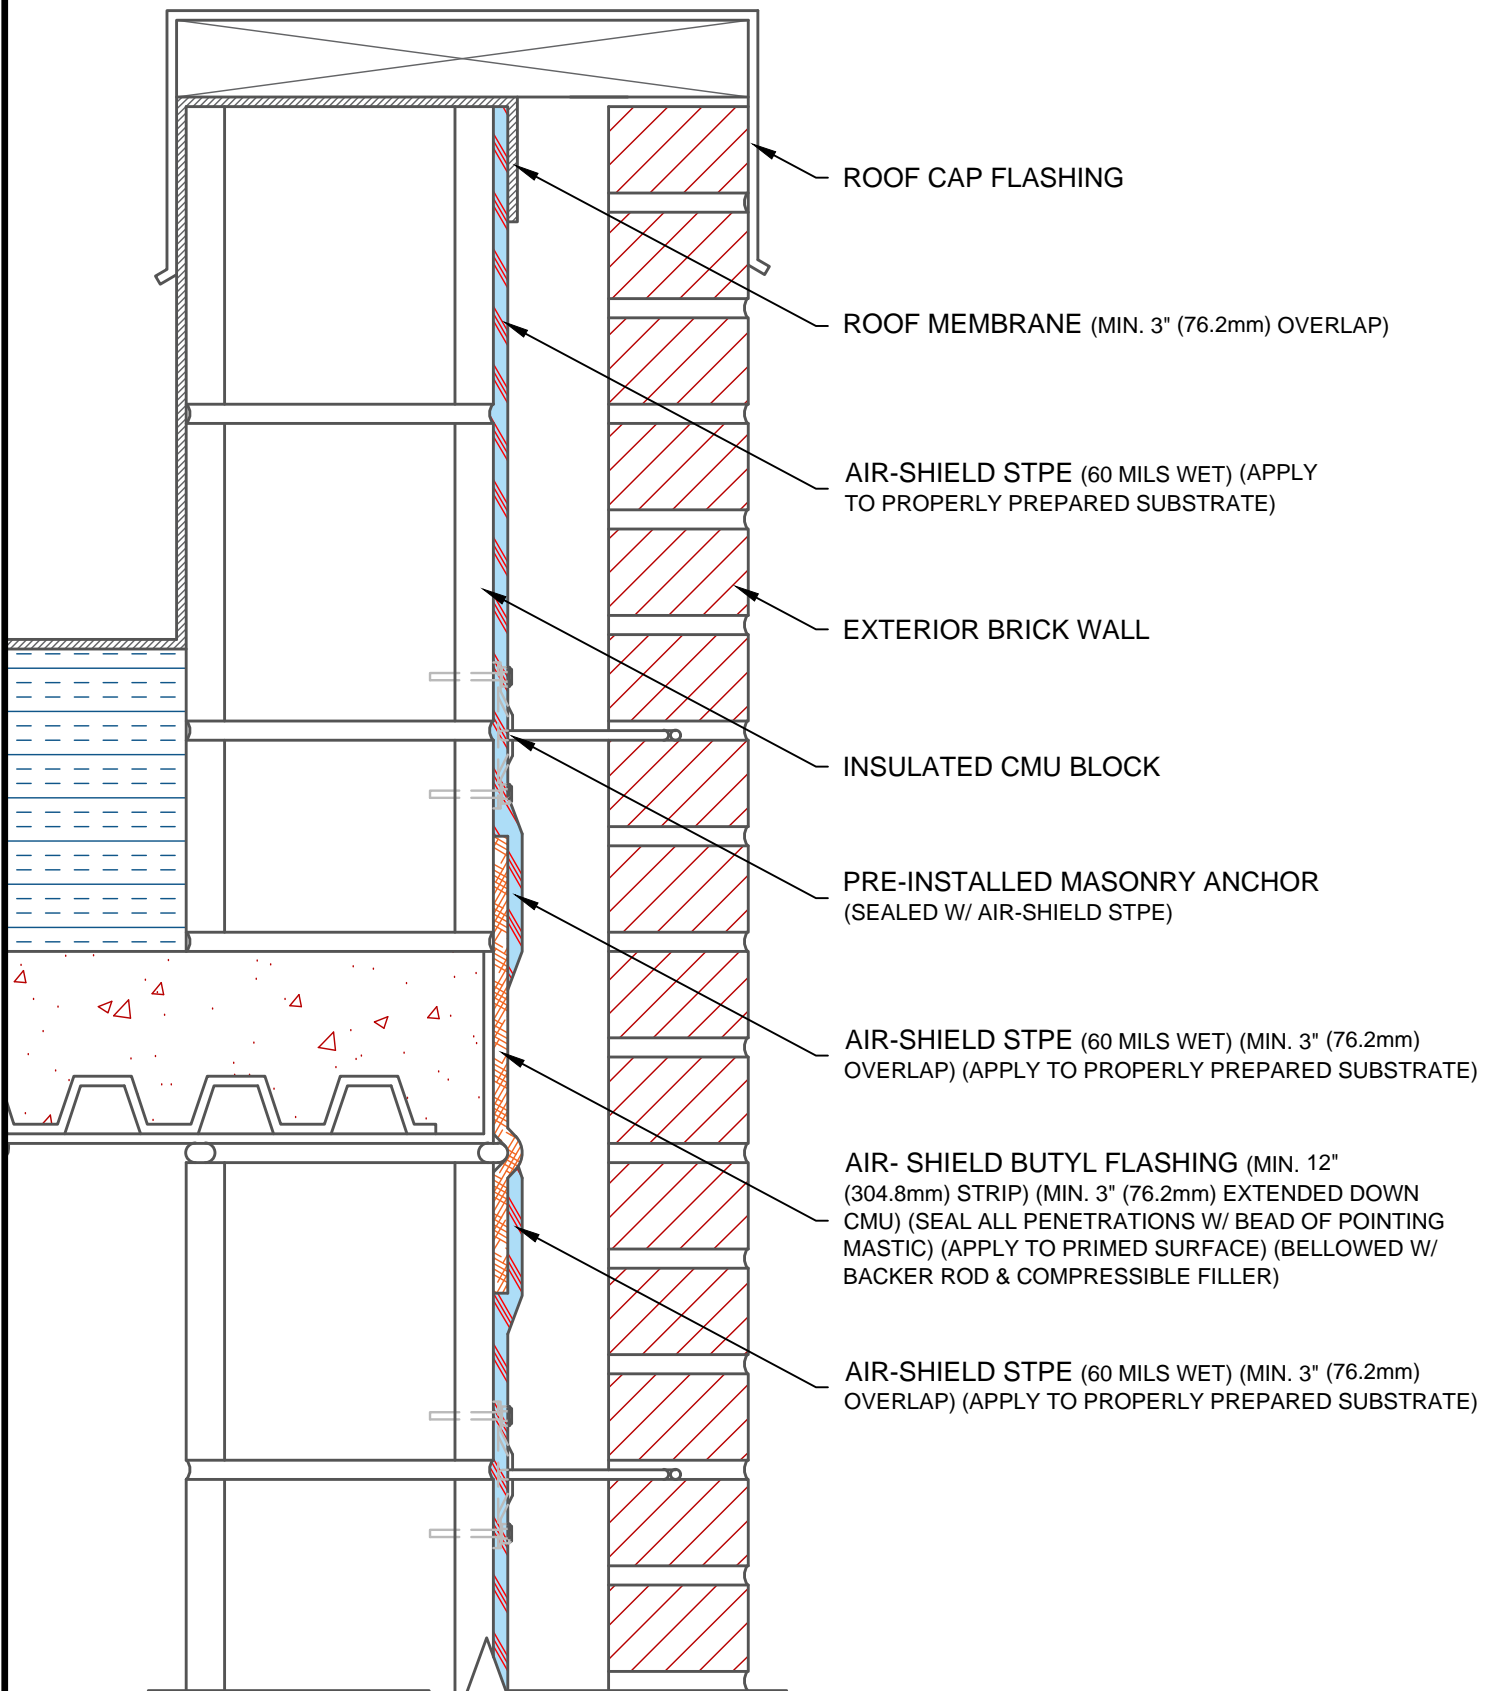 ROOF CAP FLASHING
ROOF MEMBRANE (MIN. 3" (76.2mm) OVERLAP)
AIR-SHIELD STPE (60 MILS WET) (APPLY
TO PROPERLY PREPARED SUBSTRATE)
EXTERIOR BRICK WALL
INSULATED CMU BLOCK
PRE-INSTALLED MASONRY ANCHOR
(SEALED W/ AIR-SHIELD STPE)
AIR-SHIELD STPE (60 MILS WET) (MIN. 3" (76.2mm)
OVERLAP) (APPLY TO PROPERLY PREPARED SUBSTRATE)
AIR- SHIELD BUTYL FLASHING (MIN. 12"
(304.8mm) STRIP) (MIN. 3" (76.2mm) EXTENDED DOWN
CMU) (SEAL ALL PENETRATIONS W/ BEAD OF POINTING
MASTIC) (APPLY TO PRIMED SURFACE) (BELLOWED W/
BACKER ROD & COMPRESSIBLE FILLER)
AIR-SHIELD STPE (60 MILS WET) (MIN. 3" (76.2mm)
OVERLAP) (APPLY TO PROPERLY PREPARED SUBSTRATE)